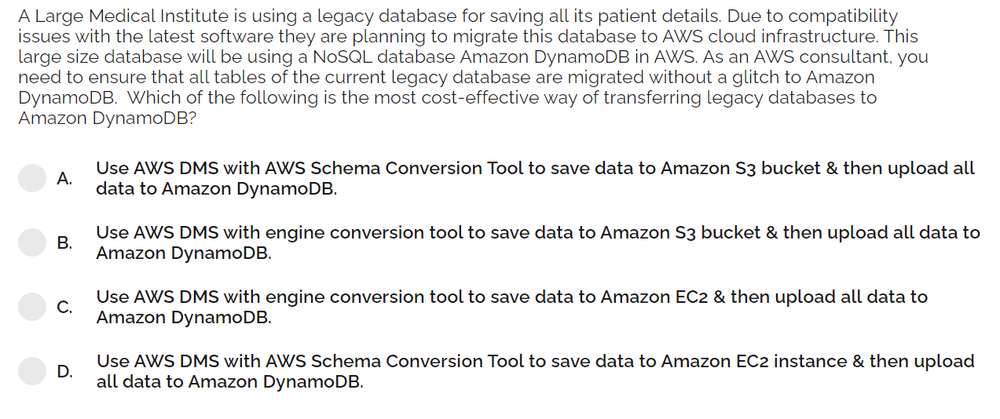 A Large Medical Institute is using a legacy database for saving all its patient details. Due to compatibility
issues with the latest software they are planning to migrate this database to AWS cloud infrastructure. This
large size database will be using a NoSQL database Amazon DynamoDB in AWS. As an AWS consultant, you
need to ensure that all tables of the current legacy database are migrated without a glitch to Amazon
DynamoDB.  Which of the following is the most cost-effective way of transferring legacy databases to
Amazon DynamoDB?
A. Use AWS DMS with AWS Schema Conversion Tool to save data to Amazon S3 bucket & then upload all
data to Amazon DynamoDB.
B. Use AWS DMS with engine conversion tool to save data to Amazon S3 bucket & then upload all data to
Amazon DynamoDB.
C. Use AWS DMS with engine conversion tool to save data to Amazon EC2 & then upload all data to
Amazon DynamoDB.
D. Use AWS DMS with AWS Schema Conversion Tool to save data to Amazon EC2 instance & then upload
all data to Amazon DynamoDB.